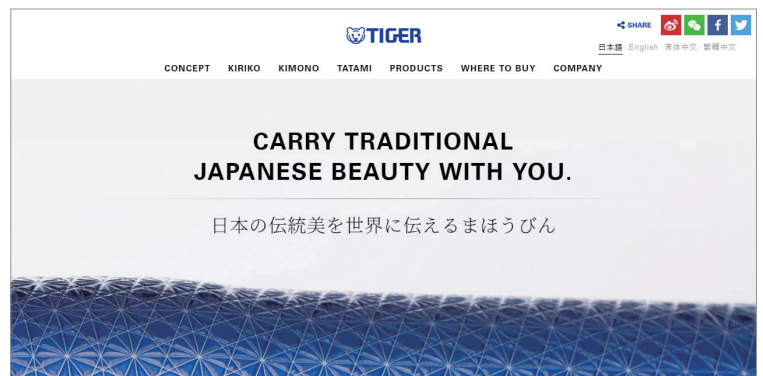 TIGER
SHARE
日本語 English 简体中文 繁體中文
CONCEPT KIRIKO KIMONO TATAMI PRODUCTS WHERE TO BUY COMPANY
CARRY TRADITIONAL
JAPANESE BEAUTY WITH YOU.
日本の伝統美を世界に伝えるまほうびん